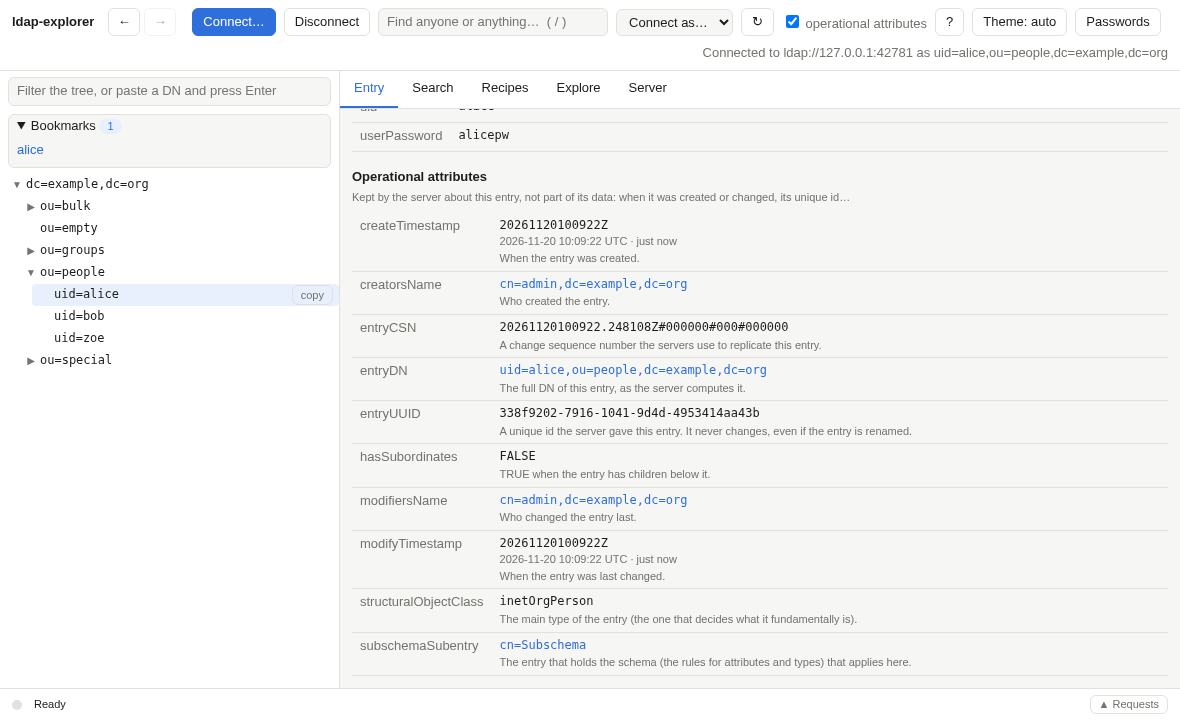 ldap-explorer ← → Connect… Disconnect Find anyone or anything… ( / ) Connect as… ↻ operational attributes ? Theme: auto Passwords
Connected to ldap://127.0.0.1:42781 as uid=alice,ou=people,dc=example,dc=org
Filter the tree, or paste a DN and press Enter
▼ Bookmarks 1
alice
▼ dc=example,dc=org
▶ ou=bulk
ou=empty
▶ ou=groups
▼ ou=people
uid=alice copy
uid=bob
uid=zoe
▶ ou=special
Entry Search Recipes Explore Server
userPassword alicepw
Operational attributes
Kept by the server about this entry, not part of its data: when it was created or changed, its unique id…
createTimestamp 20261120100922Z
2026-11-20 10:09:22 UTC · just now
When the entry was created.
creatorsName cn=admin,dc=example,dc=org
Who created the entry.
entryCSN 20261120100922.248108Z#000000#000#000000
A change sequence number the servers use to replicate this entry.
entryDN uid=alice,ou=people,dc=example,dc=org
The full DN of this entry, as the server computes it.
entryUUID 338f9202-7916-1041-9d4d-4953414aa43b
A unique id the server gave this entry. It never changes, even if the entry is renamed.
hasSubordinates FALSE
TRUE when the entry has children below it.
modifiersName cn=admin,dc=example,dc=org
Who changed the entry last.
modifyTimestamp 20261120100922Z
2026-11-20 10:09:22 UTC · just now
When the entry was last changed.
structuralObjectClass inetOrgPerson
The main type of the entry (the one that decides what it fundamentally is).
subschemaSubentry cn=Subschema
The entry that holds the schema (the rules for attributes and types) that applies here.
Ready ▲ Requests